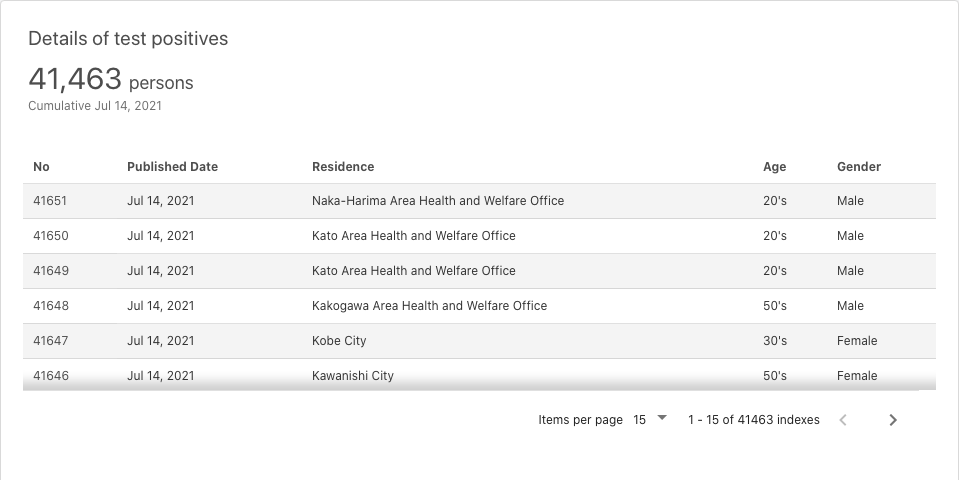 Details of test positives
41,463 persons
Cumulative Jul 14, 2021
No Published Date Residence Age Gender
41651 Jul 14, 2021 Naka-Harima Area Health and Welfare Office 20's Male
41650 Jul 14, 2021 Kato Area Health and Welfare Office 20's Male
41649 Jul 14, 2021 Kato Area Health and Welfare Office 20's Male
41648 Jul 14, 2021 Kakogawa Area Health and Welfare Office 50's Male
41647 Jul 14, 2021 Kobe City 30's Female
41646 Jul 14, 2021 Kawanishi City 50's Female
Items per page 15 1 - 15 of 41463 indexes